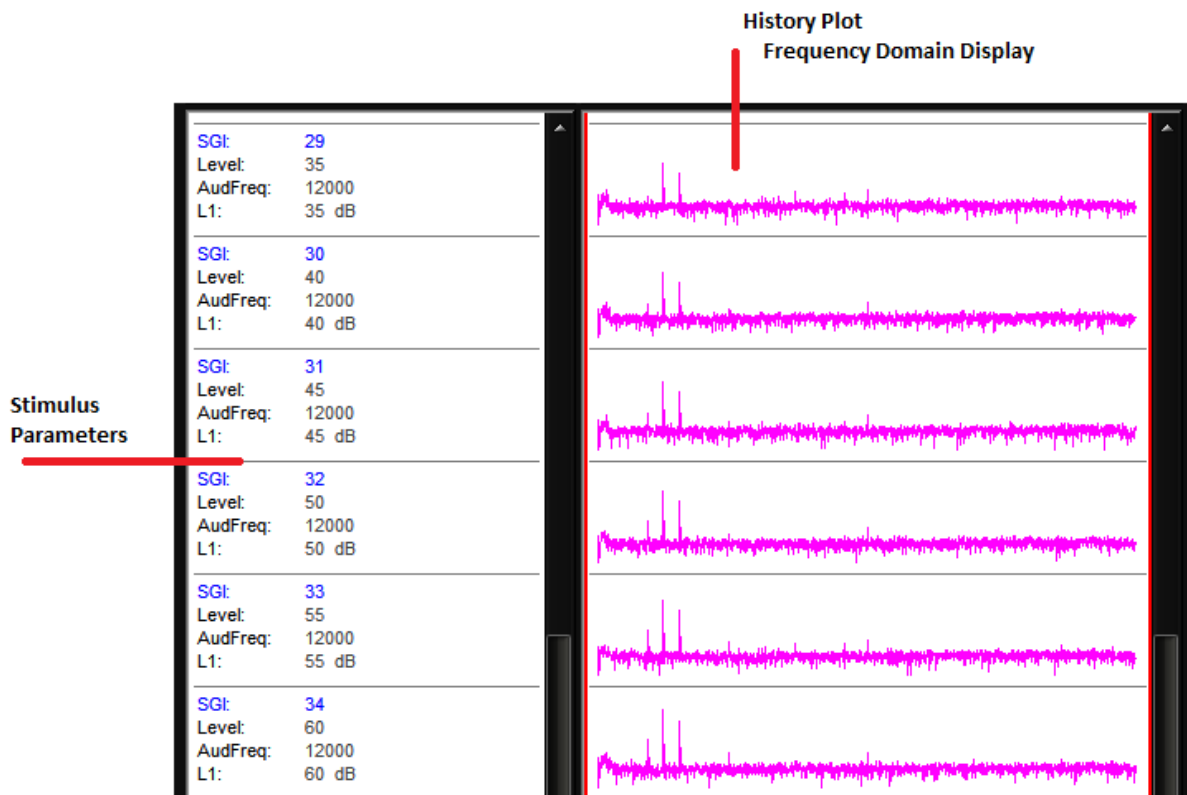 History Plot
Frequency Domain Display
SGI: 29
Level: 35
AudFreq: 12000
L1: 35 dB
SGI: 30
Level: 40
AudFreq: 12000
L1: 40 dB
SGI: 31
Level: 45
AudFreq: 12000
L1: 45 dB
Stimulus
Parameters
SGI: 32
Level: 50
AudFreq: 12000
L1: 50 dB
SGI: 33
Level: 55
AudFreq: 12000
L1: 55 dB
SGI: 34
Level: 60
AudFreq: 12000
L1: 60 dB